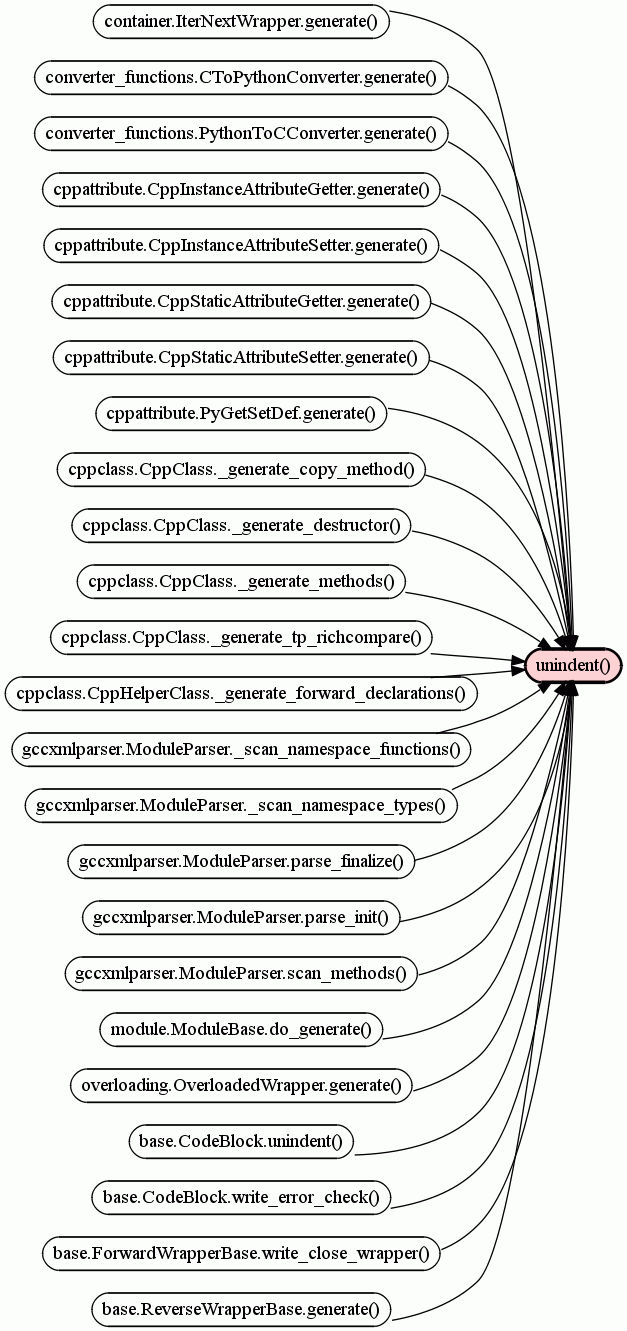 container.IterNextWrapper.generate()
converter_functions.CToPythonConverter.generate()
converter_functions.PythonToCConverter.generate()
cppattribute.CppInstanceAttributeGetter.generate()
cppattribute.CppInstanceAttributeSetter.generate()
cppattribute.CppStaticAttributeGetter.generate()
cppattribute.CppStaticAttributeSetter.generate()
cppattribute.PyGetSetDef.generate()
cppclass.CppClass._generate_copy_method()
cppclass.CppClass._generate_destructor()
cppclass.CppClass._generate_methods()
cppclass.CppClass._generate_tp_richcompare()
unindent()
cppclass.CppHelperClass._generate_forward_declarations()
gccxmlparser.ModuleParser._scan_namespace_functions()
gccxmlparser.ModuleParser._scan_namespace_types()
gccxmlparser.ModuleParser.parse_finalize()
gccxmlparser.ModuleParser.parse_init()
gccxmlparser.ModuleParser.scan_methods()
module.ModuleBase.do_generate()
overloading.OverloadedWrapper.generate()
base.CodeBlock.unindent()
base.CodeBlock.write_error_check()
base.ForwardWrapperBase.write_close_wrapper()
base.ReverseWrapperBase.generate()